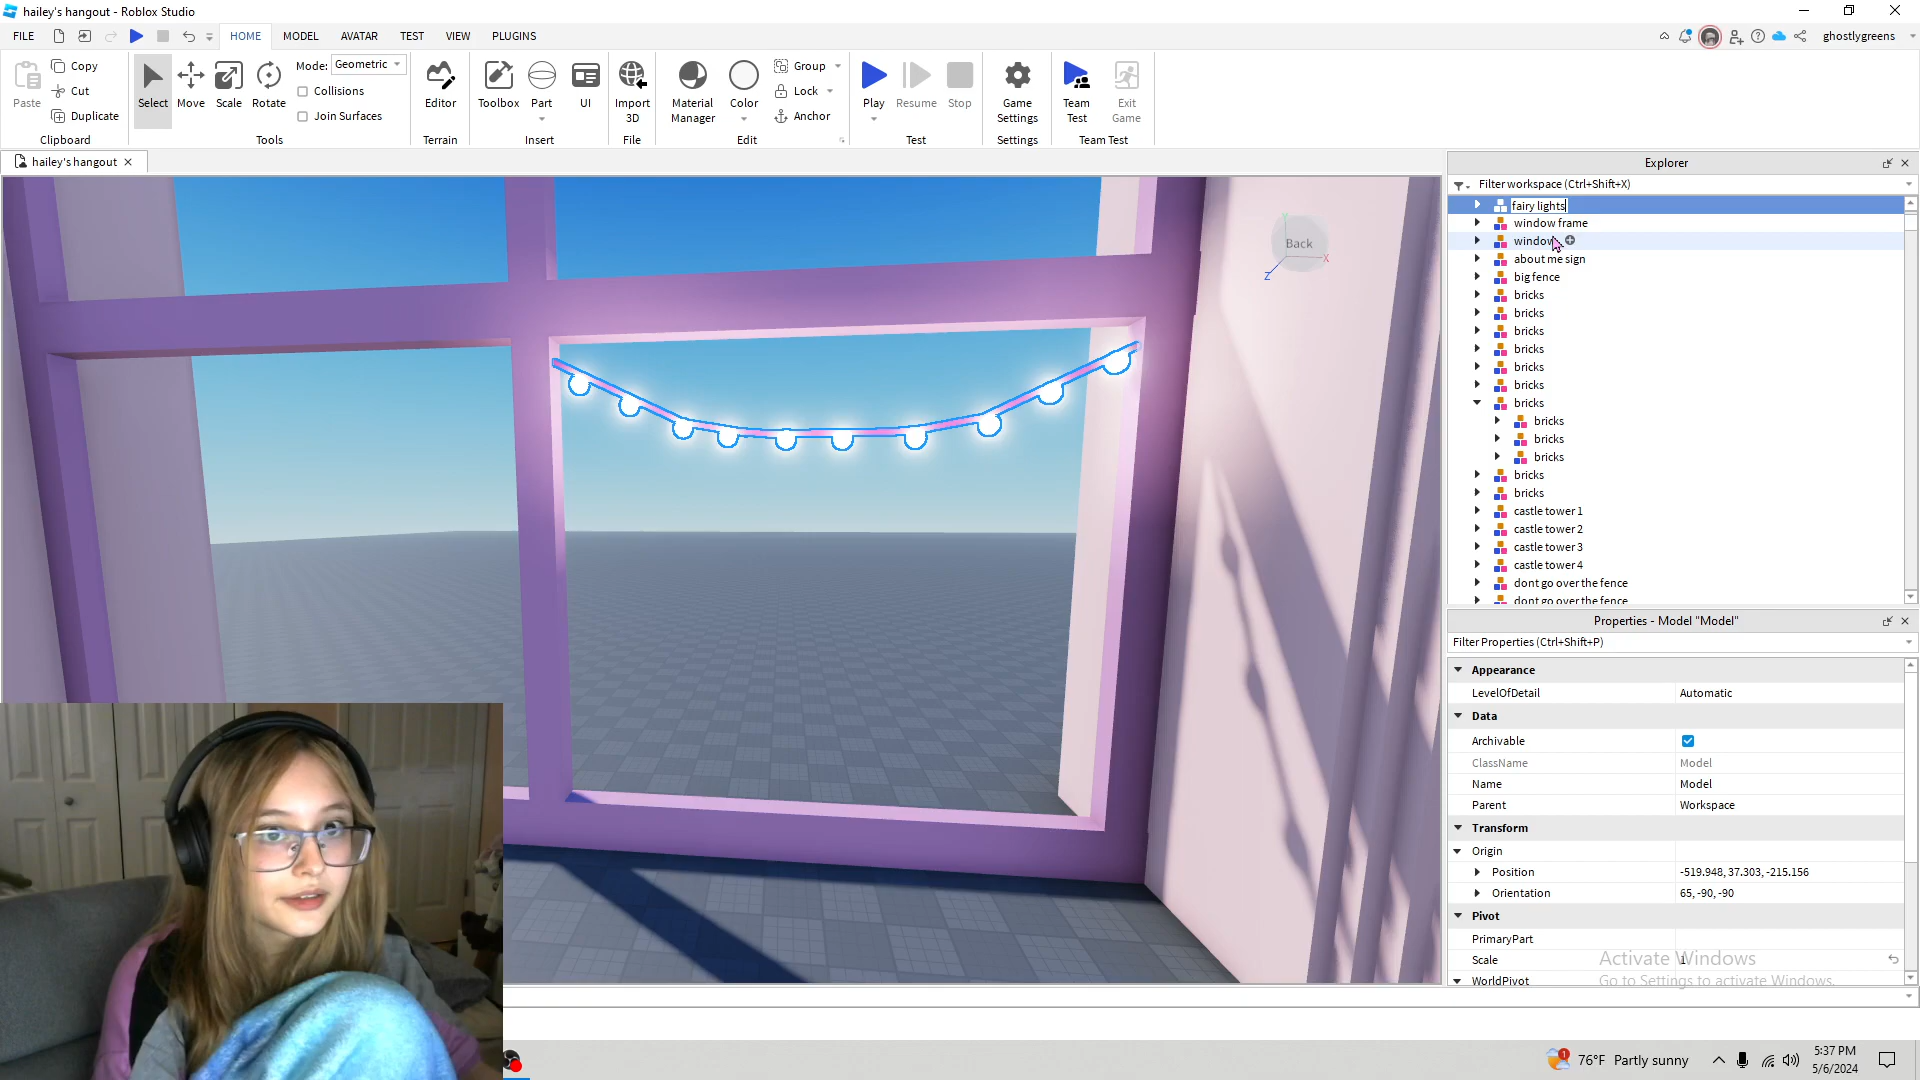 hailey's hangout - Roblox Studio
FILE HOME MODEL AVATAR TEST VIEW PLUGINS ghostlygreens
Paste Copy Cut Duplicate Clipboard
Select Move Scale Rotate Mode: Geometric Collisions Join Surfaces Tools
Editor Terrain
Toolbox Part UI Insert
Import 3D File
Material Manager Color Group Lock Anchor Edit
Play Resume Stop Test
Game Settings Settings
Team Test Exit Game Team Test
hailey's hangout
Back
Y
X
Z
Explorer
Filter workspace (Ctrl+Shift+X)
fairy lights
window frame
window
about me sign
big fence
bricks
bricks
bricks
bricks
bricks
bricks
bricks
bricks
bricks
bricks
bricks
bricks
castle tower 1
castle tower 2
castle tower 3
castle tower 4
dont go over the fence
dont go over the fence
Properties - Model "Model"
Filter Properties (Ctrl+Shift+P)
Appearance
LevelOfDetail Automatic
Data
Archivable
ClassName Model
Name Model
Parent Workspace
Transform
Origin
Position -519.948, 37.303, -215.156
Orientation 65, -90, -90
Pivot
PrimaryPart
Scale 1
WorldPivot
Activate Windows
Go to Settings to activate Windows.
1 76°F Partly sunny 5:37 PM
5/6/2024